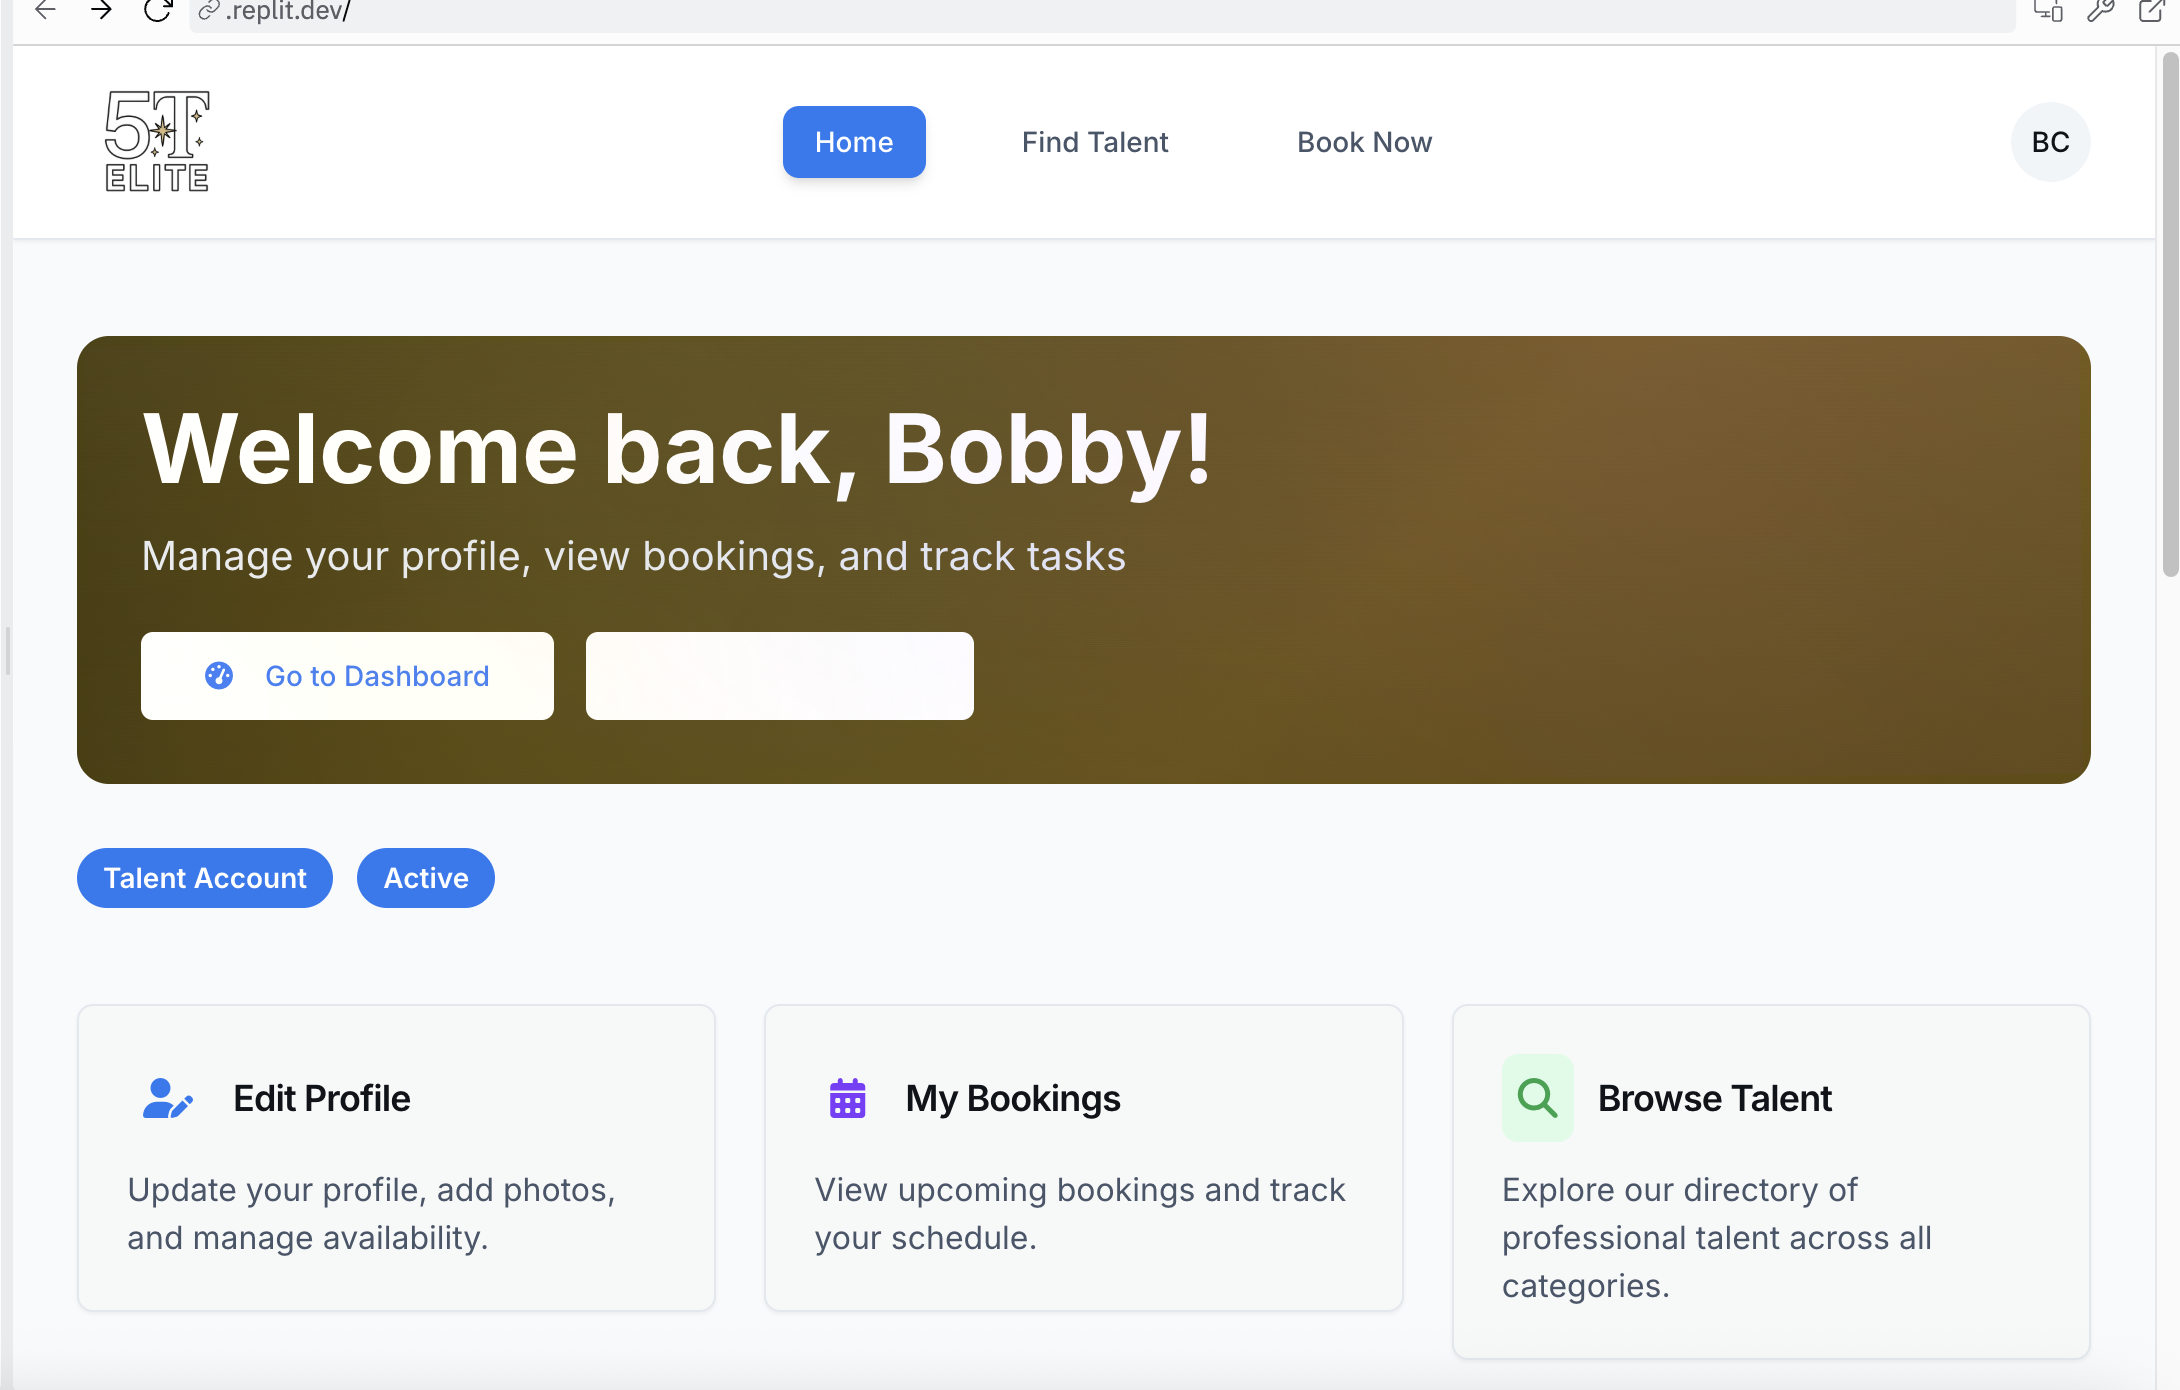 .replit.dev/
5T
ELITE
Home
Find Talent
Book Now
BC
Welcome back, Bobby!
Manage your profile, view bookings, and track tasks
Go to Dashboard
Talent Account
Active
Edit Profile
Update your profile, add photos,
and manage availability.
My Bookings
View upcoming bookings and track
your schedule.
Browse Talent
Explore our directory of
professional talent across all
categories.